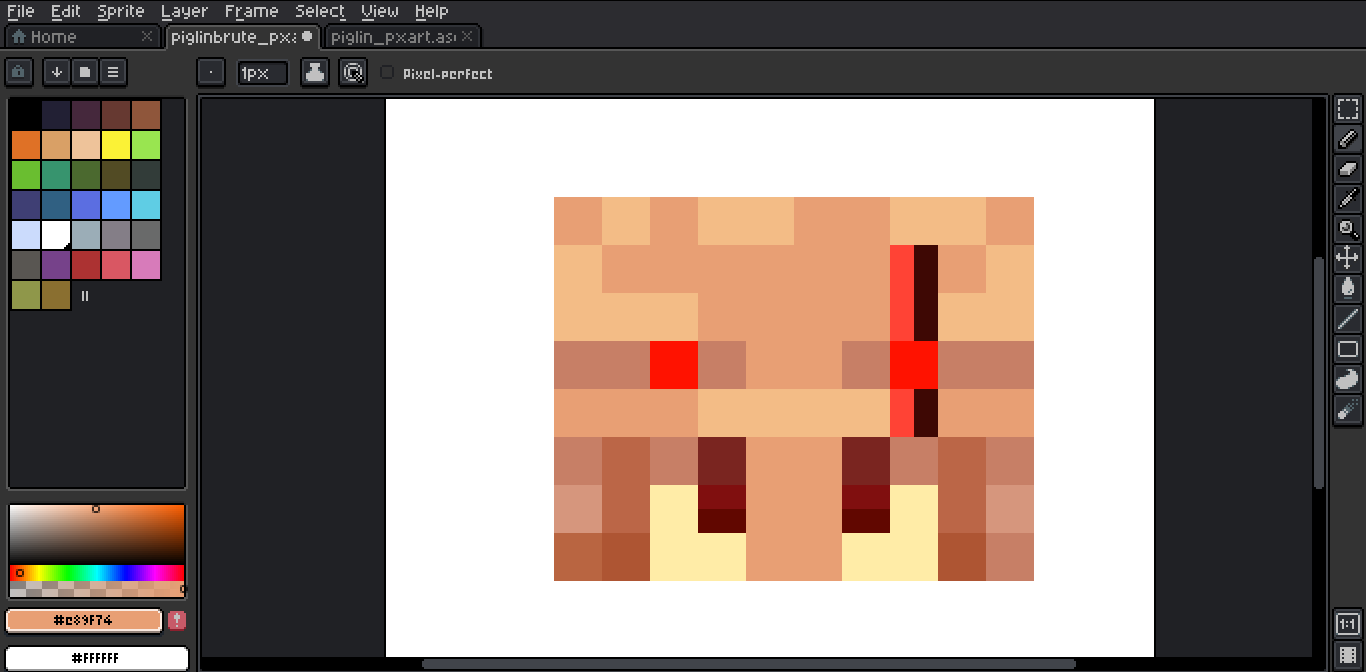 File Edit Sprite Layer Frame Select View Help
Home piglinbrute_px: piglin_pxart.as
1px Pixel-perfect
#e89F74
1:1
#FFFFFF